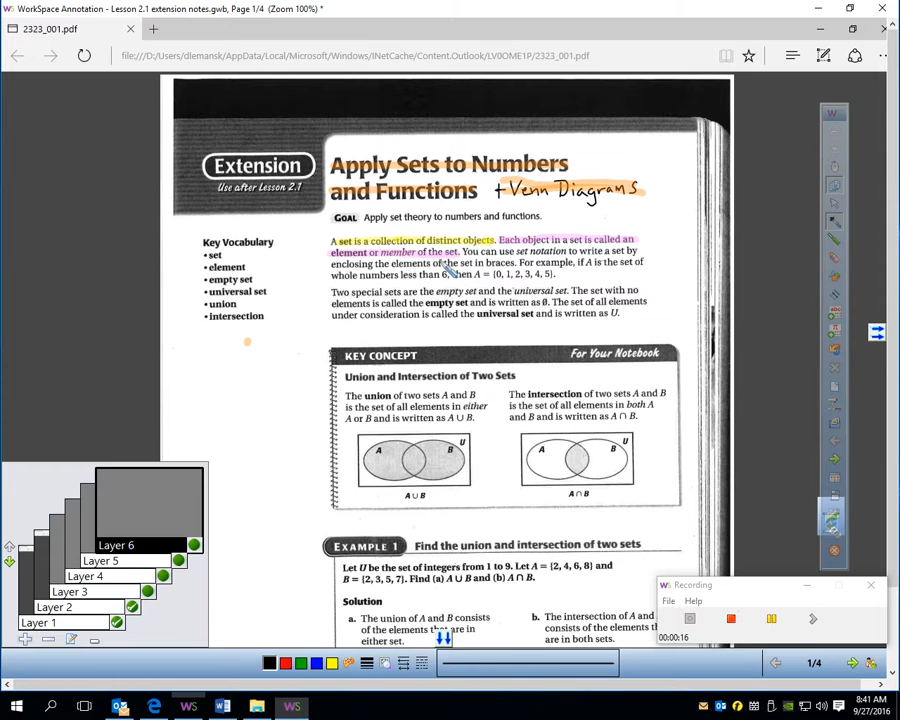 WorkSpace Annotation - Lesson 2.1 extension notes.gwb, Page 1/4 (Zoom 100%) *
2323_001.pdf
file:///D:/Users/dlemansk/AppData/Local/Microsoft/Windows/INetCache/Content.Outlook/LV0OME1P/2323_001.pdf
Extension
Use after Lesson 2.1
Apply Sets to Numbers
and Functions + Venn Diagrams
GOAL Apply set theory to numbers and functions.
Key Vocabulary
• set
• element
• empty set
• universal set
• union
• intersection
A set is a collection of distinct objects. Each object in a set is called an
element or member of the set. You can use set notation to write a set by
enclosing the elements of the set in braces. For example, if A is the set of
whole numbers less than 6, then A = {0, 1, 2, 3, 4, 5}.
Two special sets are the empty set and the universal set. The set with no
elements is called the empty set and is written as ∅. The set of all elements
under consideration is called the universal set and is written as U.
KEY CONCEPT For Your Notebook
Union and Intersection of Two Sets
The union of two sets A and B
is the set of all elements in either
A or B and is written as A ∪ B.
The intersection of two sets A and B
is the set of all elements in both A
and B and is written as A ∩ B.
A B U
A ∪ B
A B U
A ∩ B
EXAMPLE 1 Find the union and intersection of two sets
Let U be the set of integers from 1 to 9. Let A = {2, 4, 6, 8} and
B = {2, 3, 5, 7}. Find (a) A ∪ B and (b) A ∩ B.
Solution
a. The union of A and B consists
of the elements that are in
either set.
b. The intersection of A and
consists of the elements t
are in both sets.
Layer 6
Layer 5
Layer 4
Layer 3
Layer 2
Layer 1
Recording
File Help
00:00:16
1/4
8:41 AM
9/27/2016